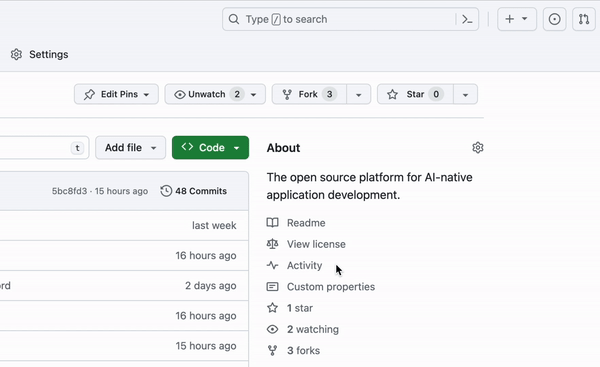 Type / to search
Settings
Edit Pins
Unwatch 2
Fork 3
Star 0
t
Add file
Code
About
The open source platform for AI-native
application development.
5bc8fd3 · 15 hours ago
48 Commits
last week
16 hours ago
ord
2 days ago
16 hours ago
15 hours ago
Readme
View license
Activity
Custom properties
1 star
2 watching
3 forks